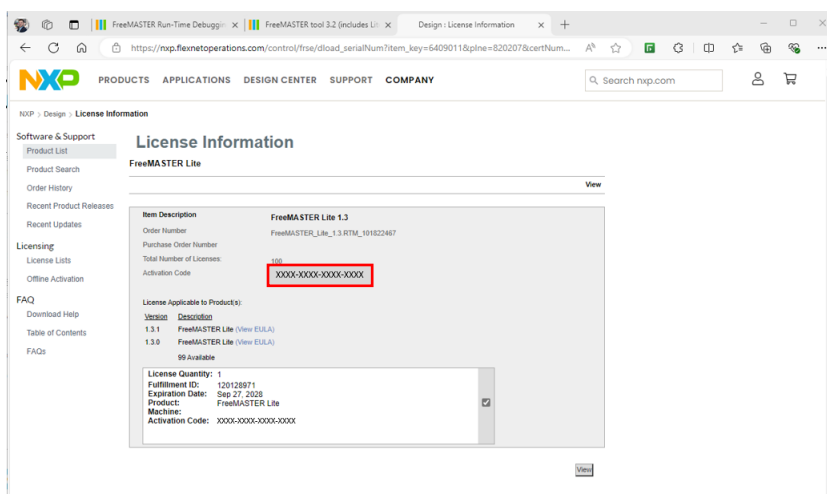 FreeMASTER Run-Time Debuggin
FreeMASTER tool 3.2 (includes Lit
Design : License Information
https://nxp.flexnetoperations.com/control/frse/dload_serialNum?item_key=6409011&plne=820207&certNum...
NXP
PRODUCTS APPLICATIONS DESIGN CENTER SUPPORT COMPANY
Search nxp.com
NXP > Design > License Information
Software & Support
Product List
Product Search
Order History
Recent Product Releases
Recent Updates
Licensing
License Lists
Offline Activation
FAQ
Download Help
Table of Contents
FAQs
License Information
FreeMASTER Lite
View
Item Description FreeMASTER Lite 1.3
Order Number FreeMASTER_Lite_1.3.RTM_101822467
Purchase Order Number
Total Number of Licenses: 100
Activation Code XXXX-XXXX-XXXX-XXXX
License Applicable to Product(s):
Version Description
1.3.1 FreeMASTER Lite (View EULA)
1.3.0 FreeMASTER Lite (View EULA)
99 Available
License Quantity: 1
Fulfillment ID: 120128971
Expiration Date: Sep 27, 2028
Product: FreeMASTER Lite
Machine:
Activation Code: XXXX-XXXX-XXXX-XXXX
View